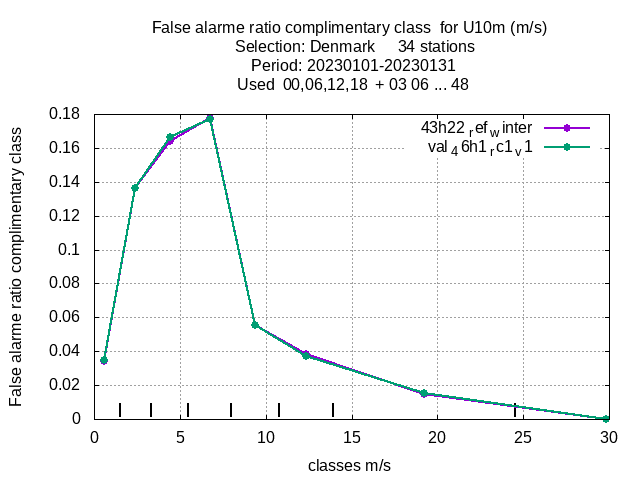 False alarme ratio complimentary class  for U10m (m/s)
Selection: Denmark     34 stations
Period: 20230101-20230131
Used  00,06,12,18  + 03 06 ... 48
False alarme ratio complimentary class
0.18
0.16
0.14
0.12
0.1
0.08
0.06
0.04
0.02
0
43h22 r ef w inter
val 4 6h1 r c1 v 1
0 5 10 15 20 25 30
classes m/s